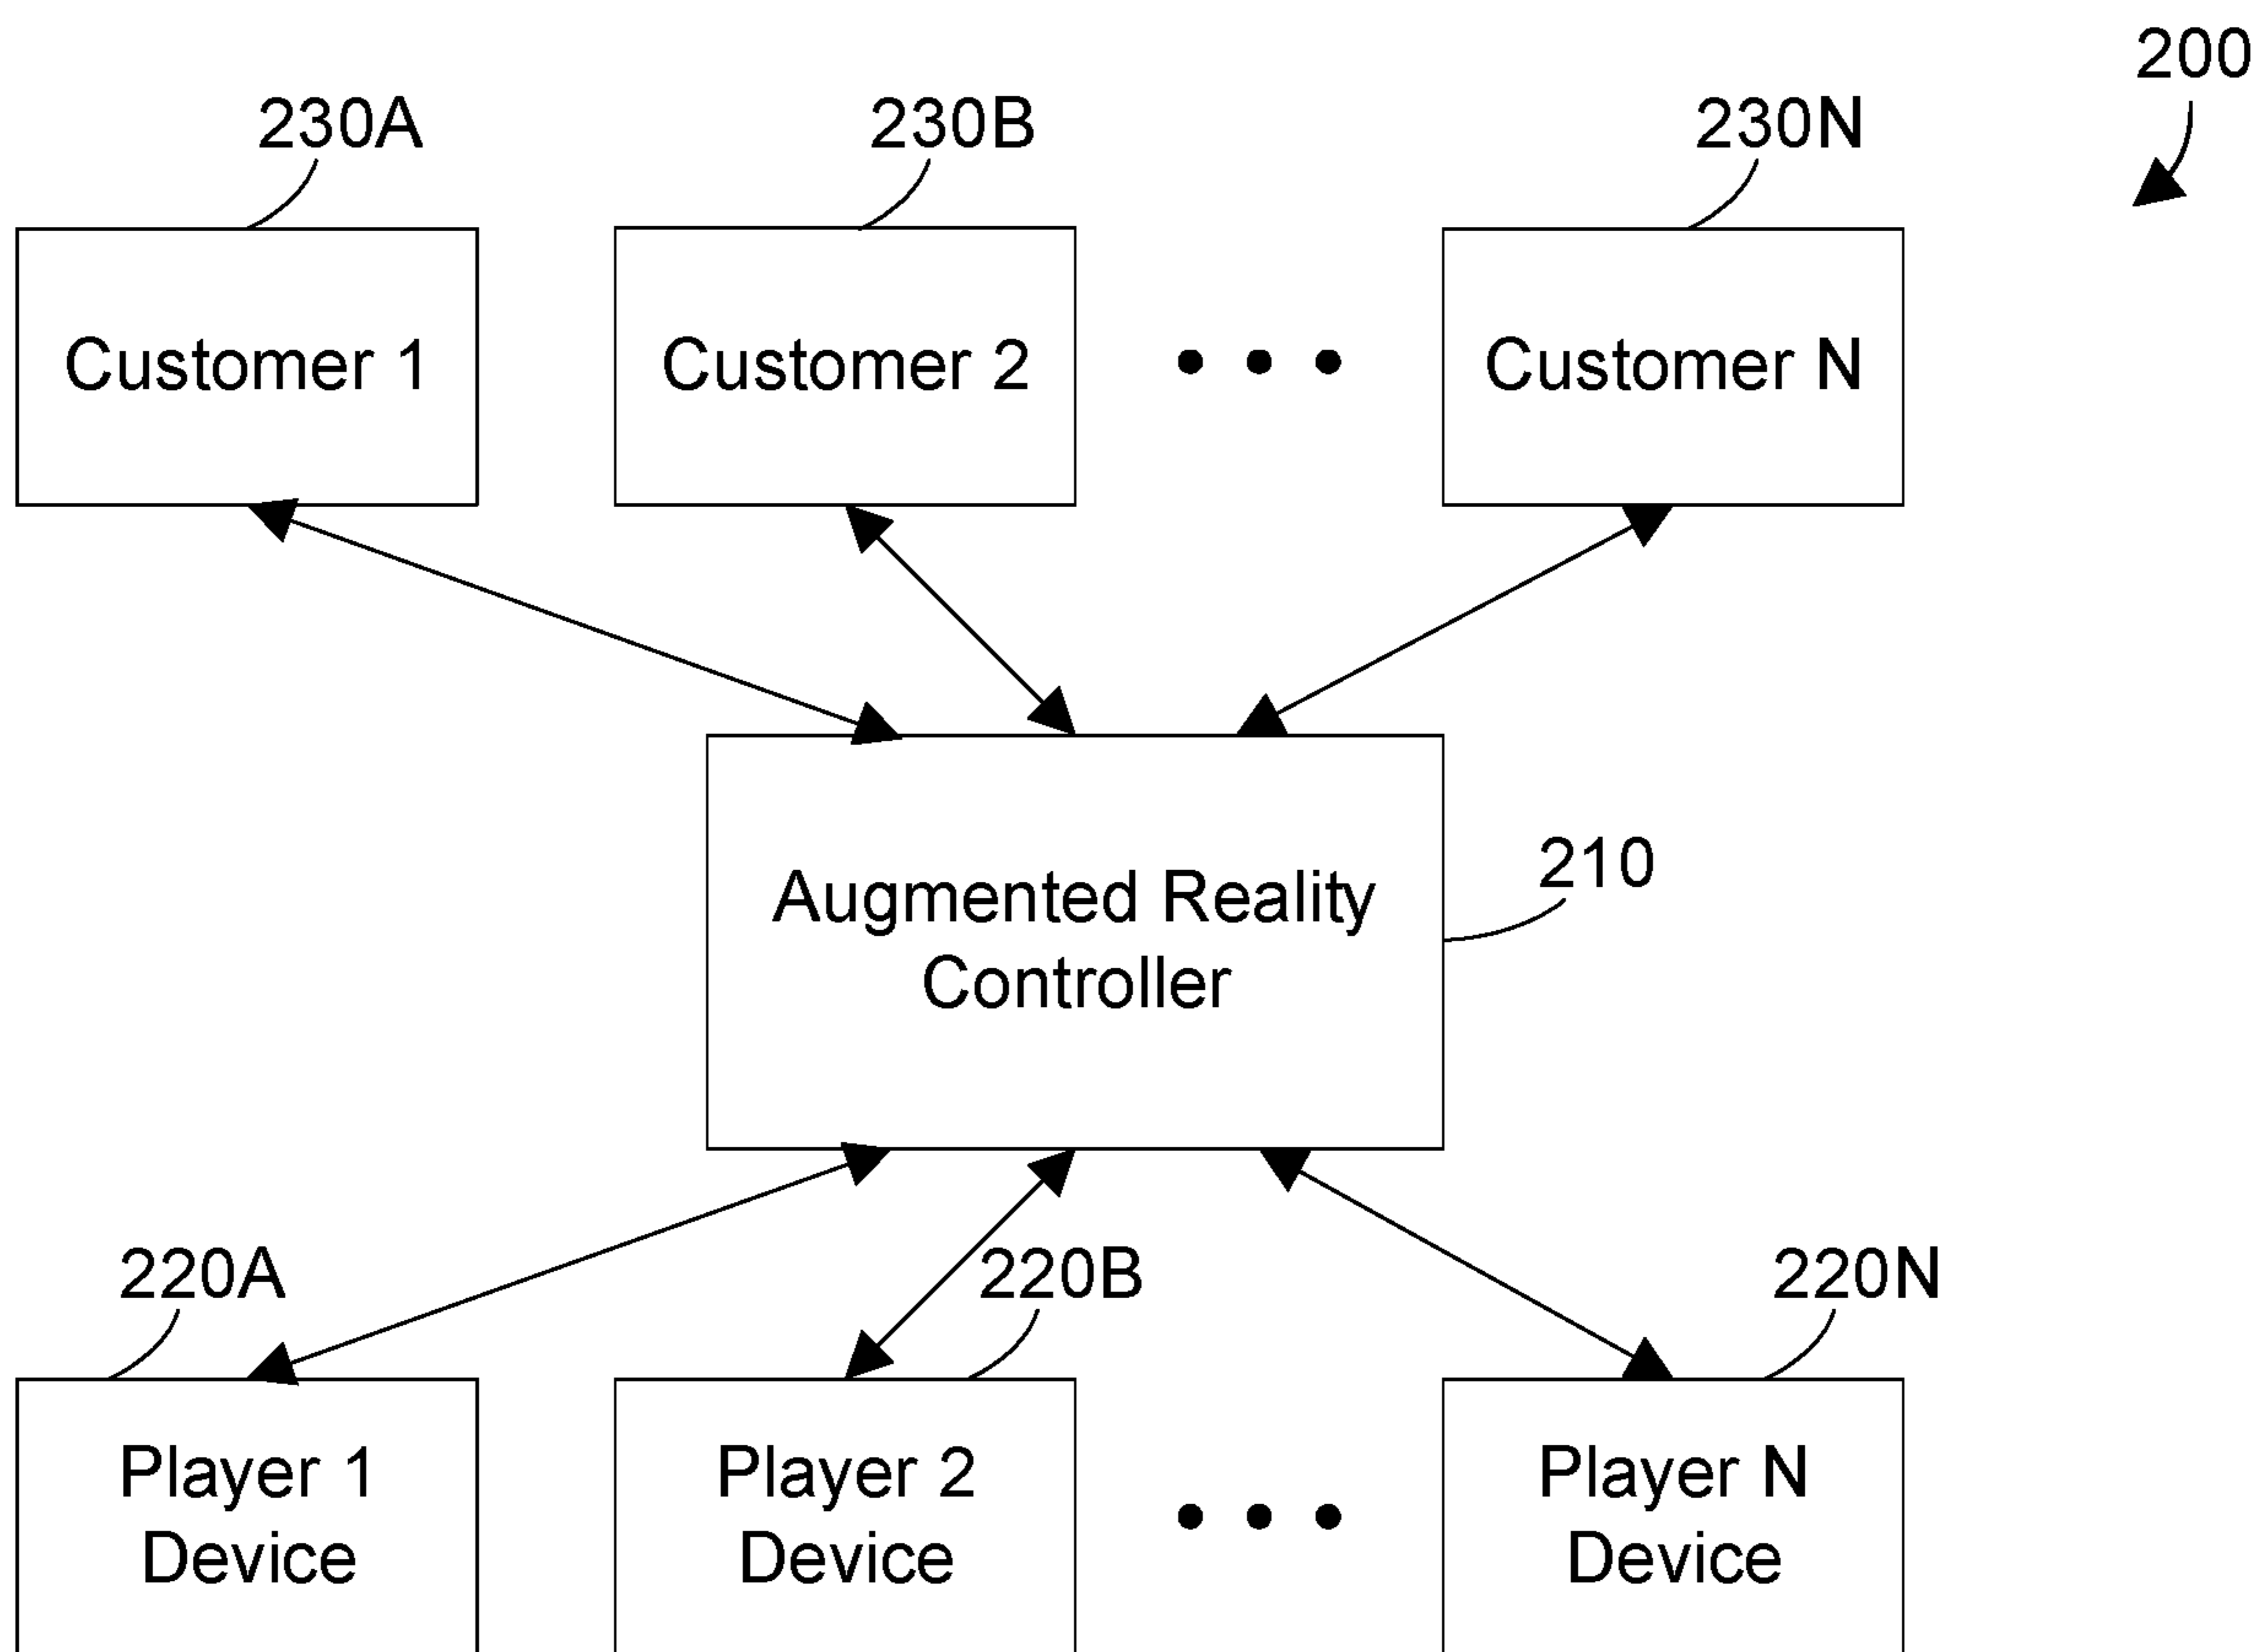 200
230A
230B
230N
Customer 1
Customer 2
Customer N
Augmented Reality
Controller
210
220A
220B
220N
Player 1
Device
Player 2
Device
Player N
Device